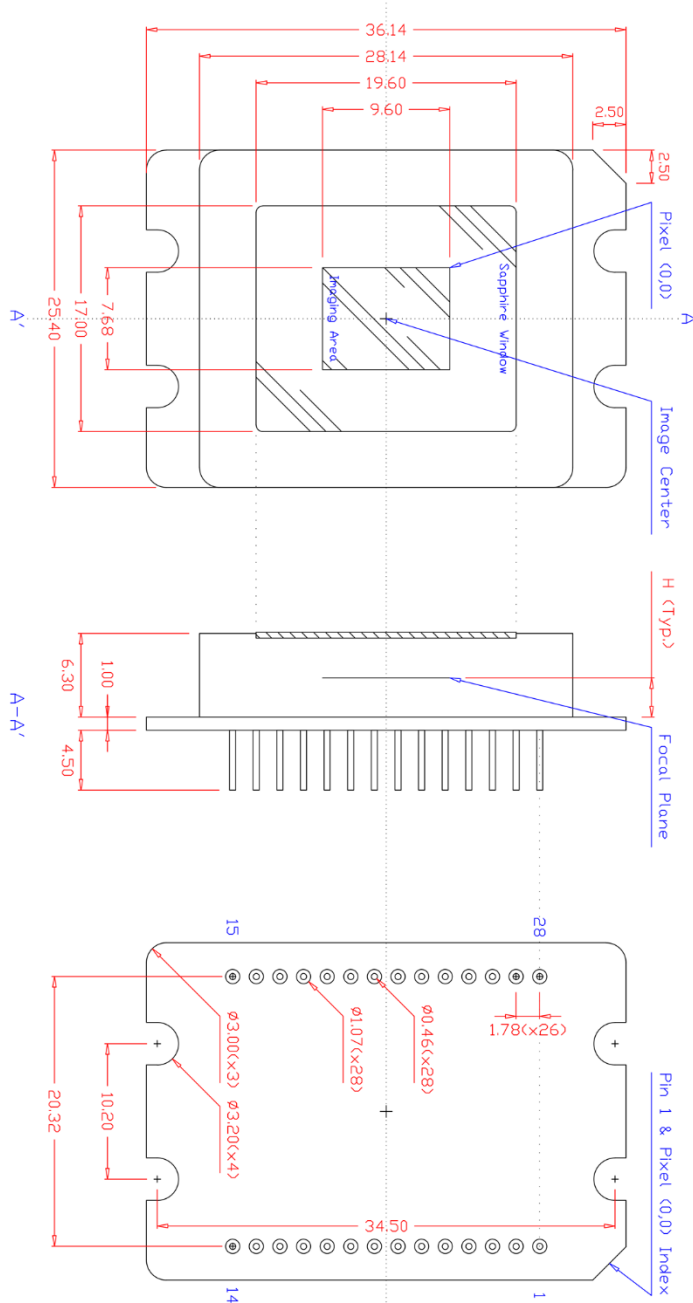 36.14
28.14
19.60
9.60
2.50
2.50
Pixel (0,0)
A
Sapphire Window
Imaging Area
A'
7.68
17.00
25.40
Image Center
H (Typ.)
1.00
6.30
4.50
A-A'
Focal Plane
15
28
1.78(x26)
Ø0.46(x28)
Ø1.07(x28)
Ø3.00(x3)
Ø3.20(x4)
10.20
20.32
34.50
Pin 1 & Pixel (0,0) Index
14
1